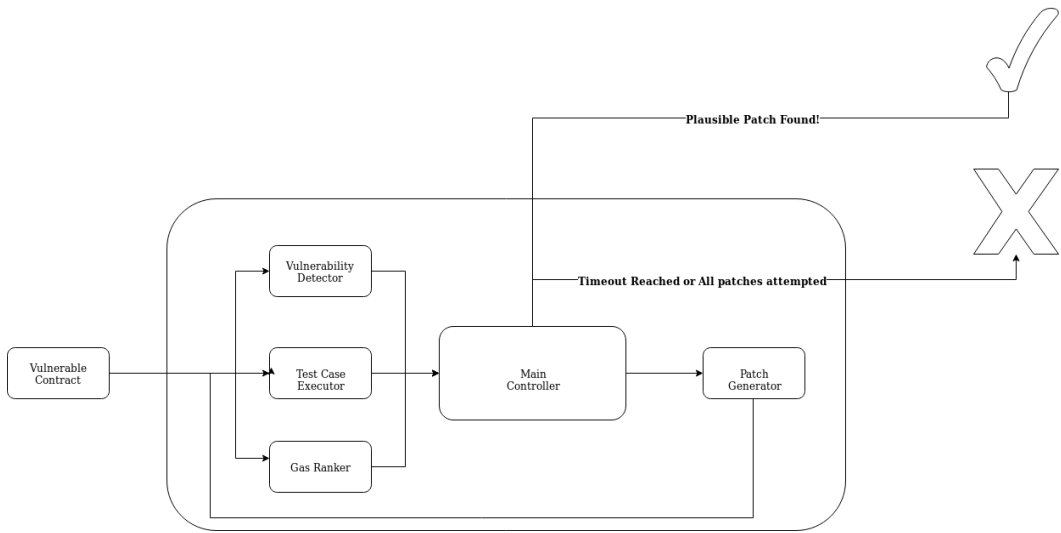 Plausible Patch Found!
Timeout Reached or All patches attempted
Vulnerability
Detector
Vulnerable
Contract
Test Case
Executor
Main
Controller
Patch
Generator
Gas Ranker